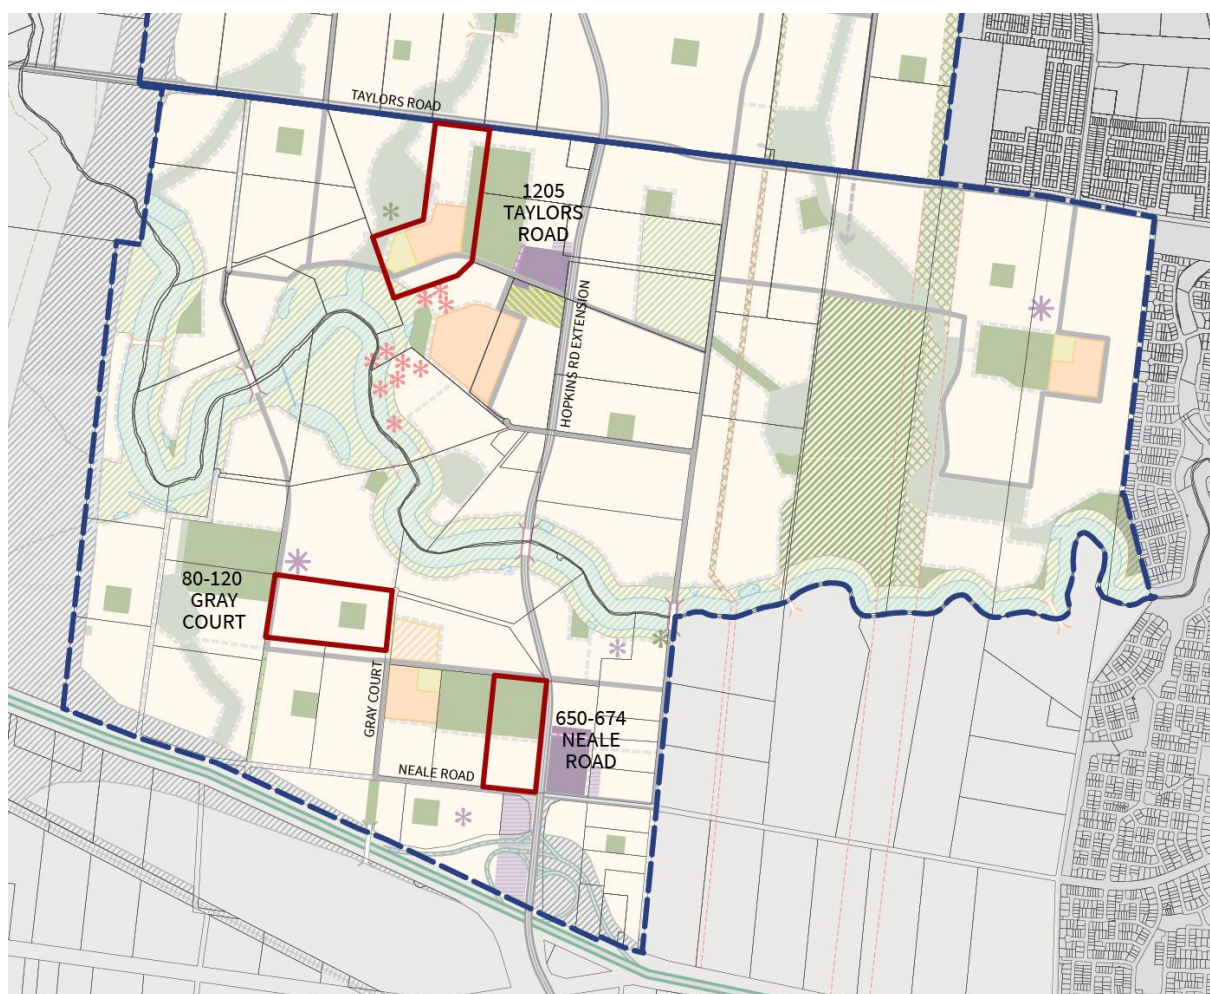 TAYLORS ROAD
1205
TAYLORS
ROAD
HOPKINS RD EXTENSION
80-120
GRAY
COURT
GRAY COURT
650-674
NEALE
ROAD
NEALE ROAD